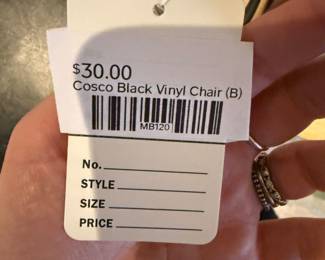 $30.00
Cosco Black Vinyl Chair (B)
MB120
No.
STYLE
SIZE
PRICE